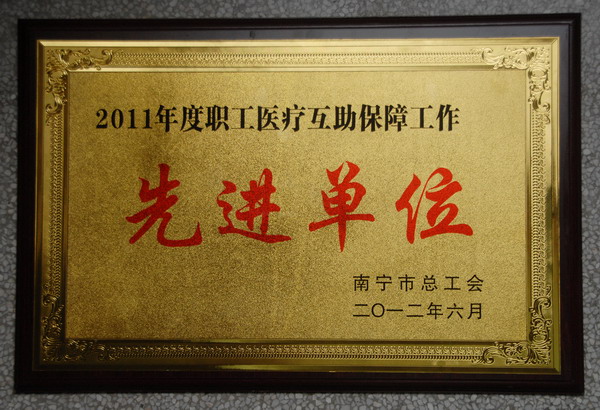 2011年度职工医疗互助保障工作
先进单位
南宁市总工会
二〇一二年六月